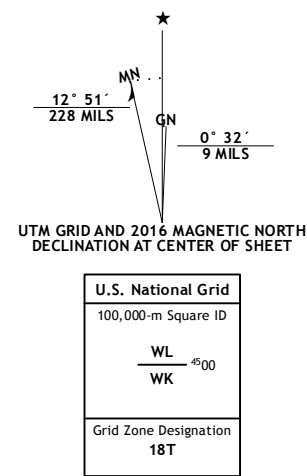 ★
MN
12° 51´
228 MILS
GN
0° 32´
9 MILS
UTM GRID AND 2016 MAGNETIC NORTH
DECLINATION AT CENTER OF SHEET
U.S. National Grid
100,000-m Square ID
WL
4500
WK
Grid Zone Designation
18T